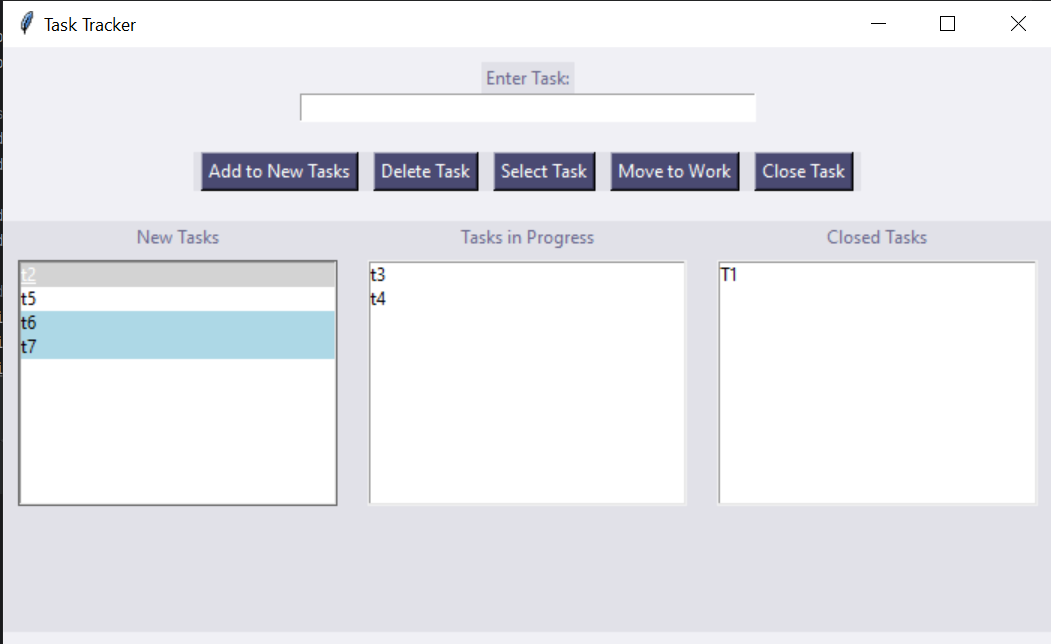 Task Tracker
Enter Task:
Add to New Tasks Delete Task Select Task Move to Work Close Task
New Tasks Tasks in Progress Closed Tasks
t2 t3 T1
t5 t4
t6
t7